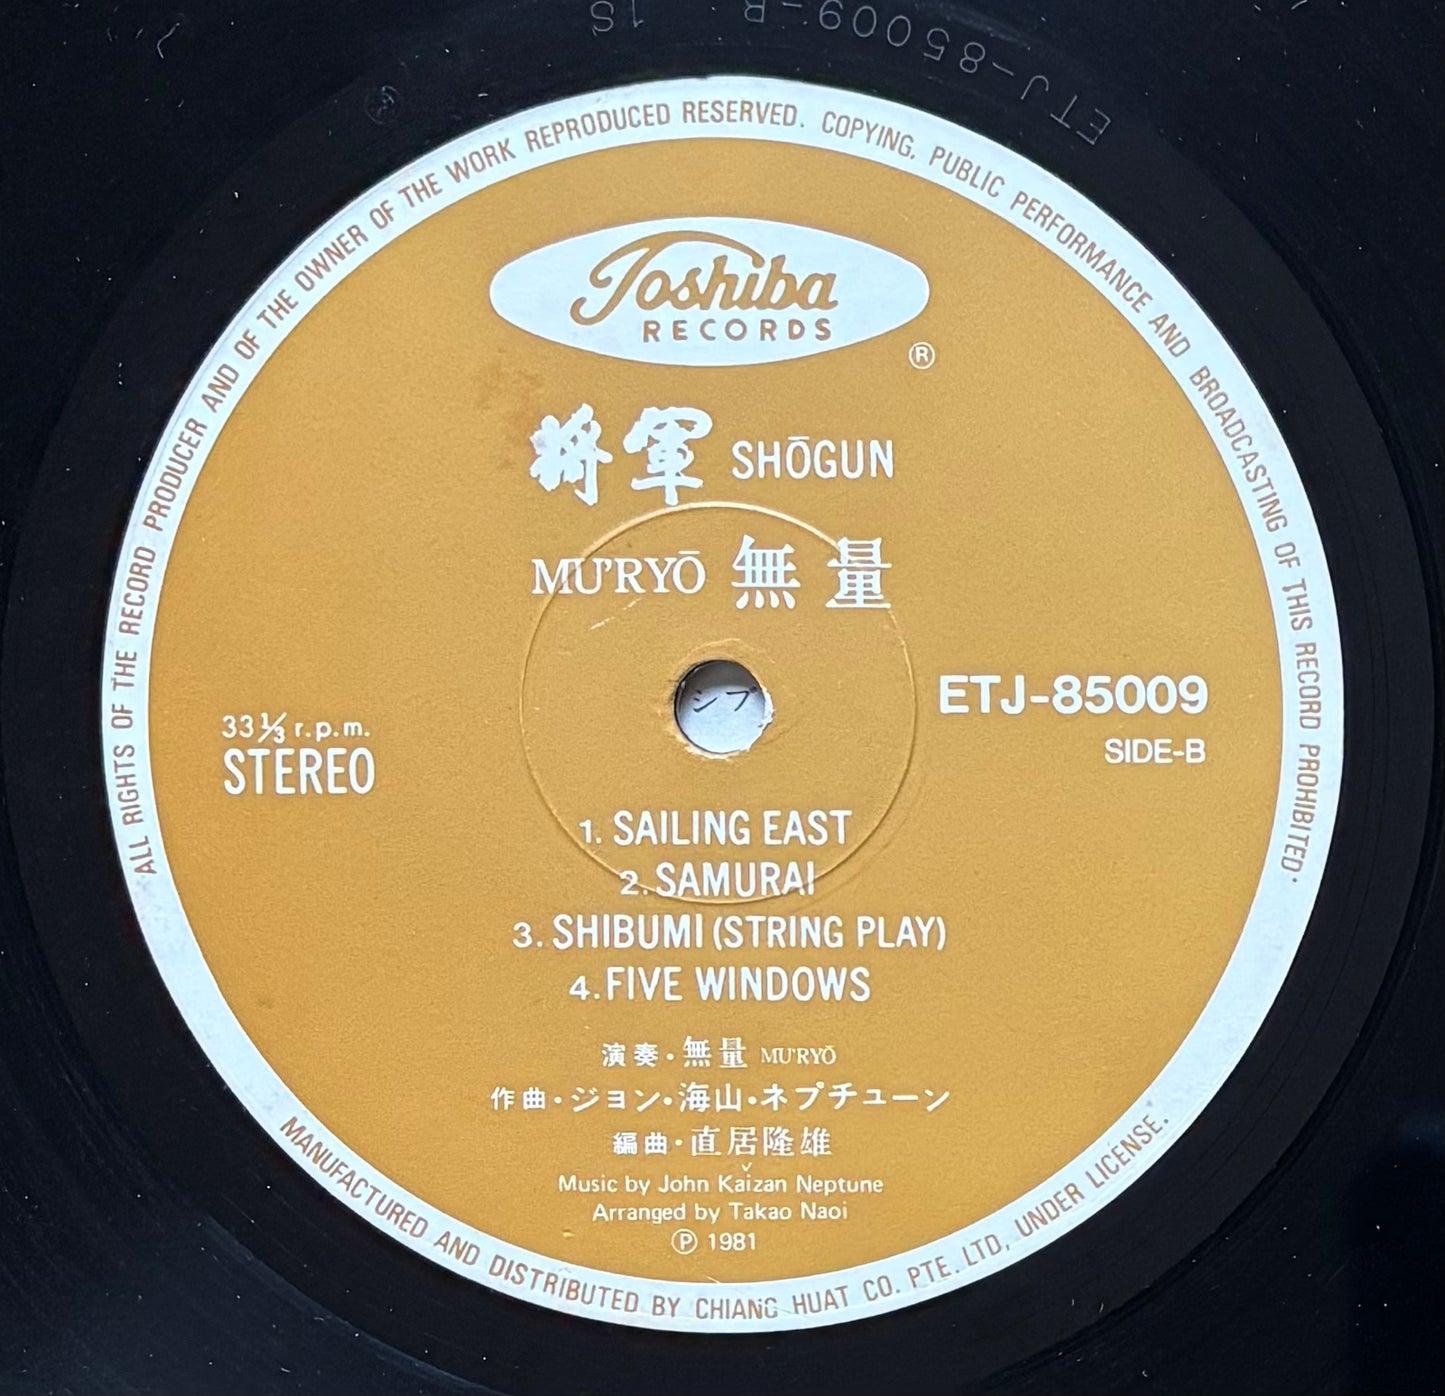 ETJ-85009-B 1S
ALL RIGHTS OF THE RECORD PRODUCER AND OF THE OWNER OF THE WORK REPRODUCED RESERVED. COPYING, PUBLIC PERFORMANCE AND BROADCASTING OF THIS RECORD PROHIBITED.
Toshiba
RECORDS
®
將軍 SHŌGUN
MU'RYŌ 無量
シブ
ETJ-85009
SIDE-B
33⅓ r.p.m.
STEREO
1. SAILING EAST
2. SAMURAI
3. SHIBUMI (STRING PLAY)
4. FIVE WINDOWS
演奏・無量 MU'RYŌ
作曲・ジョン・海山・ネプチューン
編曲・直居隆雄
Music by John Kaizan Neptune
Arranged by Takao Naoi
Ⓟ 1981
MANUFACTURED AND DISTRIBUTED BY CHIANG HUAT CO. PTE. LTD, UNDER LICENSE.